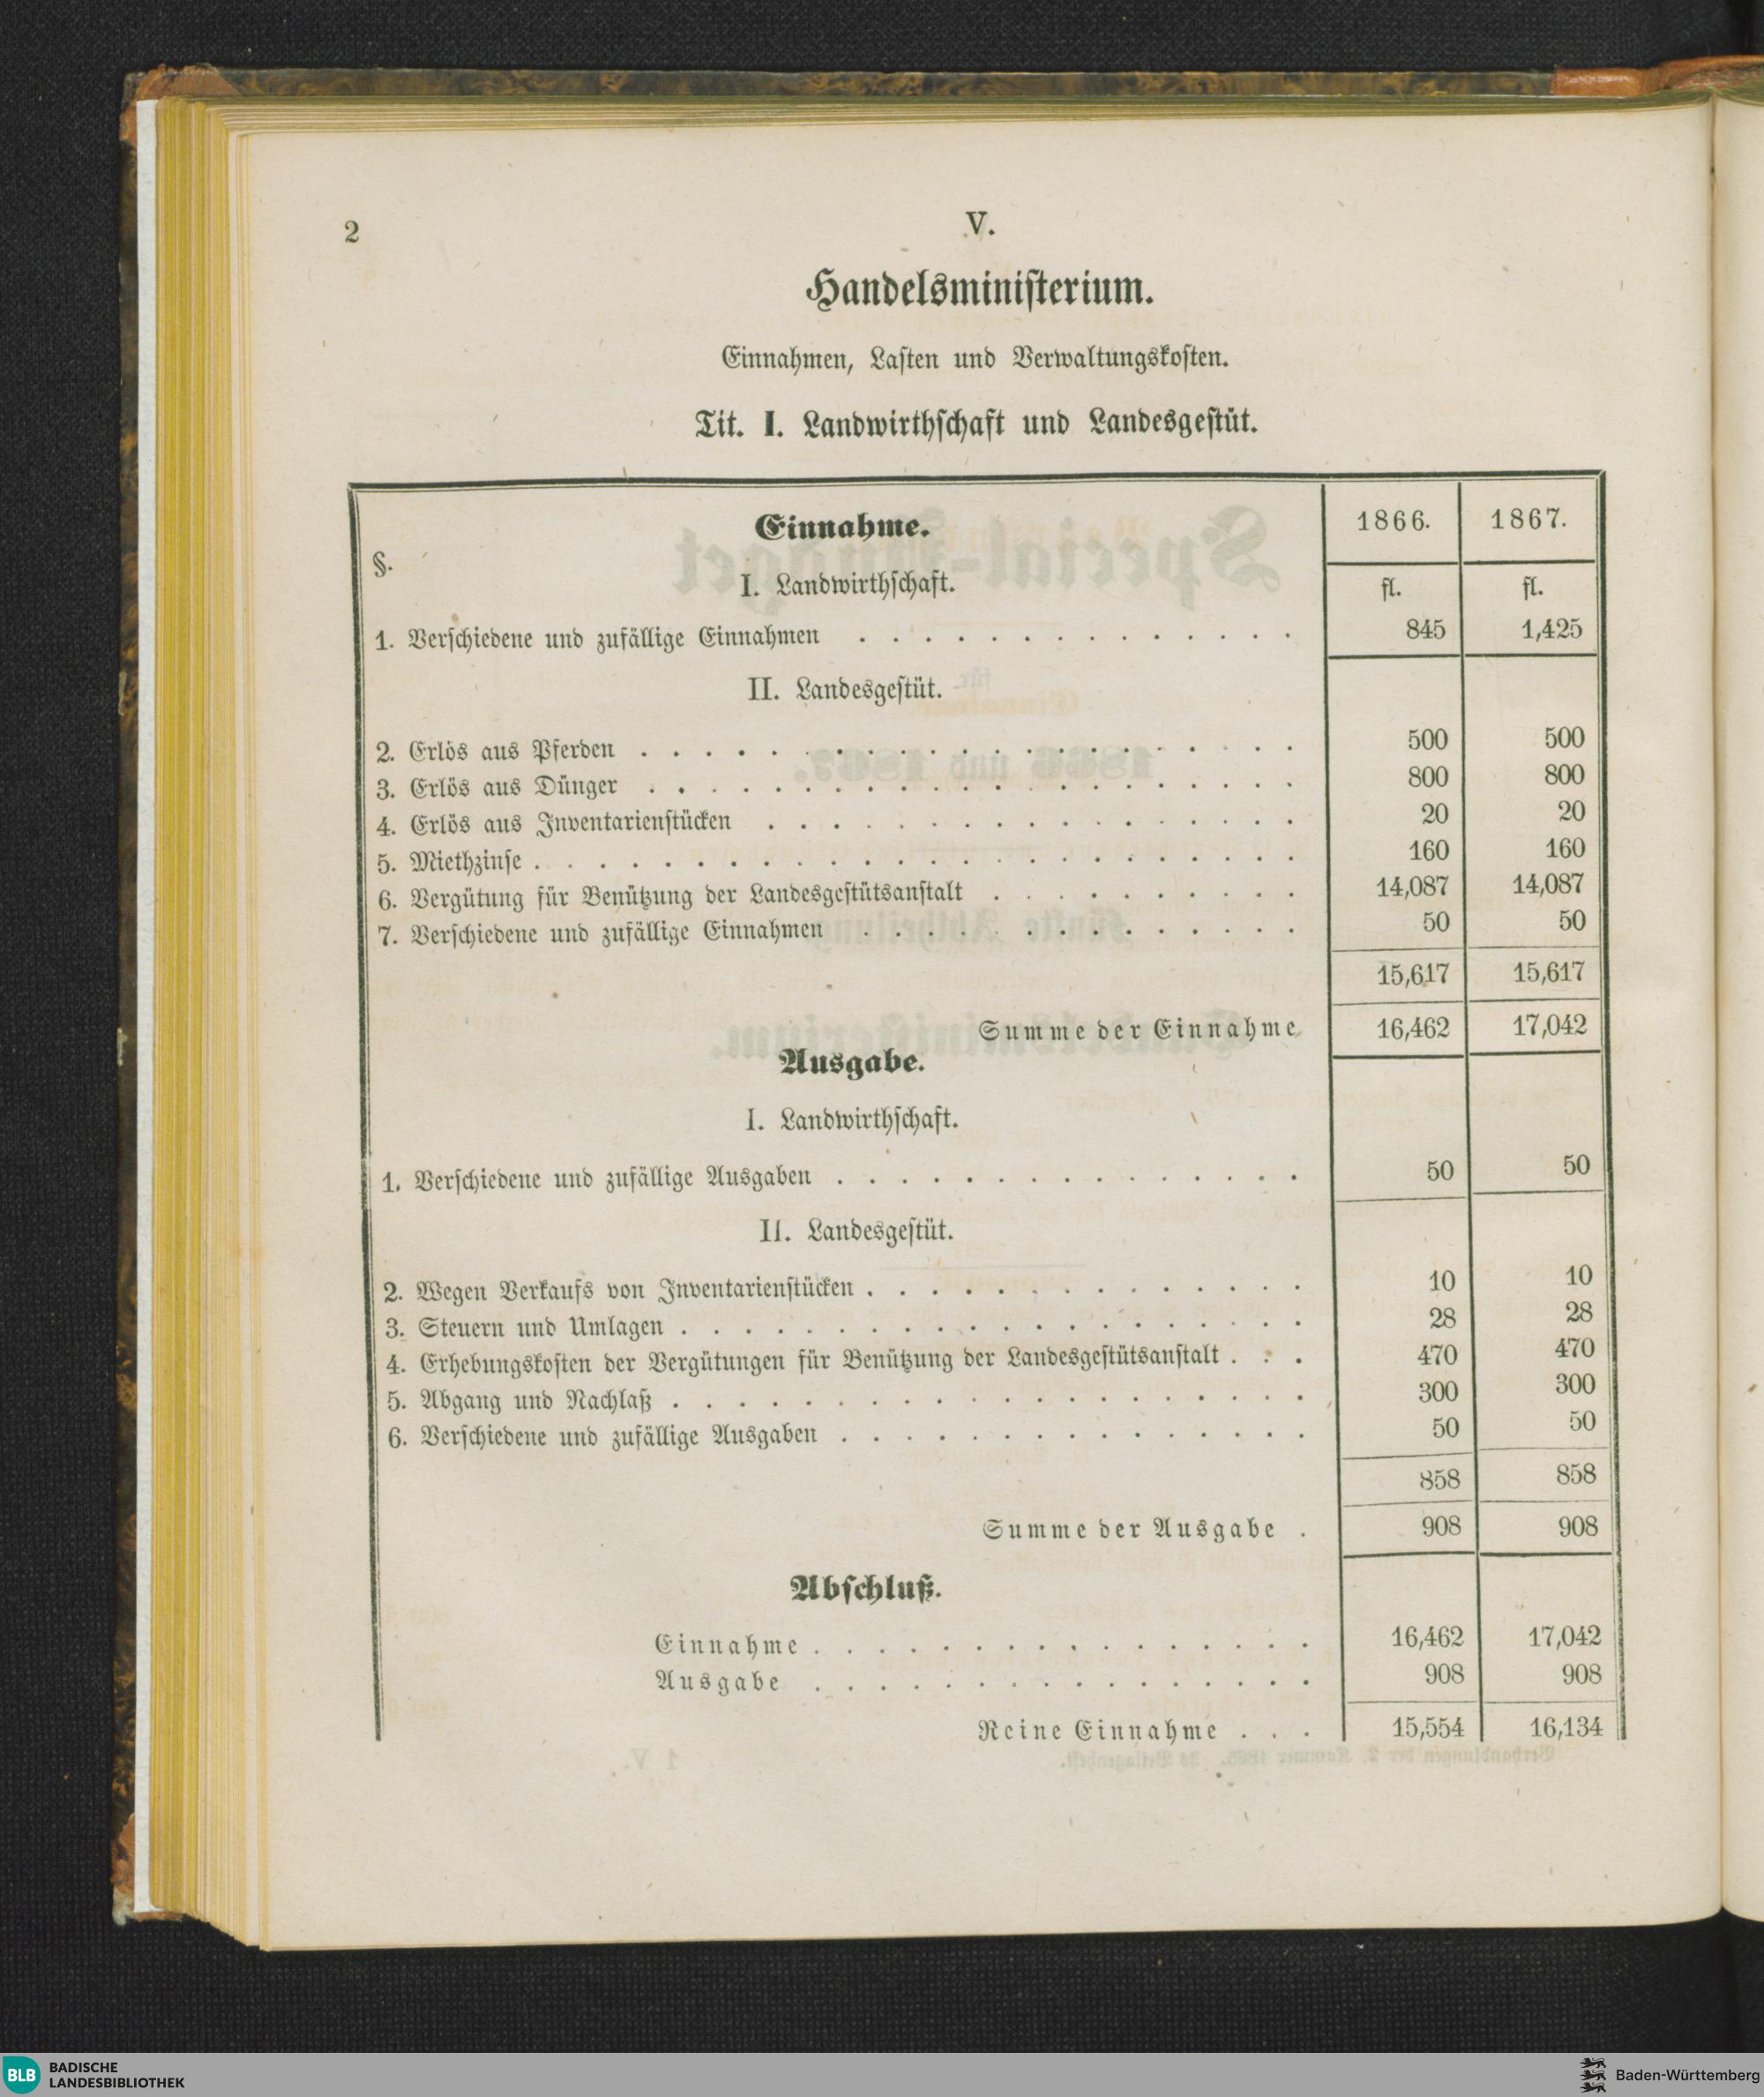 2
V.
Handelsministerium.
Einnahmen, Lasten und Verwaltungskosten.
Tit. I. Landwirthschaft und Landesgestüt.
Einnahme. 1866. 1867.
§.
I. Landwirthschaft. fl. fl.
1. Verschiedene und zufällige Einnahmen . . . . . . . . . . . . . . 845 1,425
II. Landesgestüt.
2. Erlös aus Pferden . . . . . . . . . . . . . . . . . . . . . 500 500
3. Erlös aus Dünger . . . . . . . . . . . . . . . . . . . . . 800 800
4. Erlös aus Inventarienstücken . . . . . . . . . . . . . . . . . 20 20
5. Miethzinse . . . . . . . . . . . . . . . . . . . . . . . . 160 160
6. Vergütung für Benützung der Landesgestütsanstalt . . . . . . . . . . 14,087 14,087
7. Verschiedene und zufällige Einnahmen . . . . . . . . . . . . . . 50 50
15,617 15,617
Summe der Einnahme 16,462 17,042
Ausgabe.
I. Landwirthschaft.
1. Verschiedene und zufällige Ausgaben . . . . . . . . . . . . . . . 50 50
II. Landesgestüt.
2. Wegen Verkaufs von Inventarienstücken . . . . . . . . . . . . . . 10 10
3. Steuern und Umlagen . . . . . . . . . . . . . . . . . . . . 28 28
4. Erhebungskosten der Vergütungen für Benützung der Landesgestütsanstalt . . . 470 470
5. Abgang und Nachlaß . . . . . . . . . . . . . . . . . . . . 300 300
6. Verschiedene und zufällige Ausgaben . . . . . . . . . . . . . . . 50 50
858 858
Summe der Ausgabe . 908 908
Abschluß.
Einnahme . . . . . . . . . . . . . . . . 16,462 17,042
Ausgabe . . . . . . . . . . . . . . . . 908 908
Reine Einnahme . . . 15,554 16,134
BLB BADISCHE
LANDESBIBLIOTHEK
Baden-Württemberg